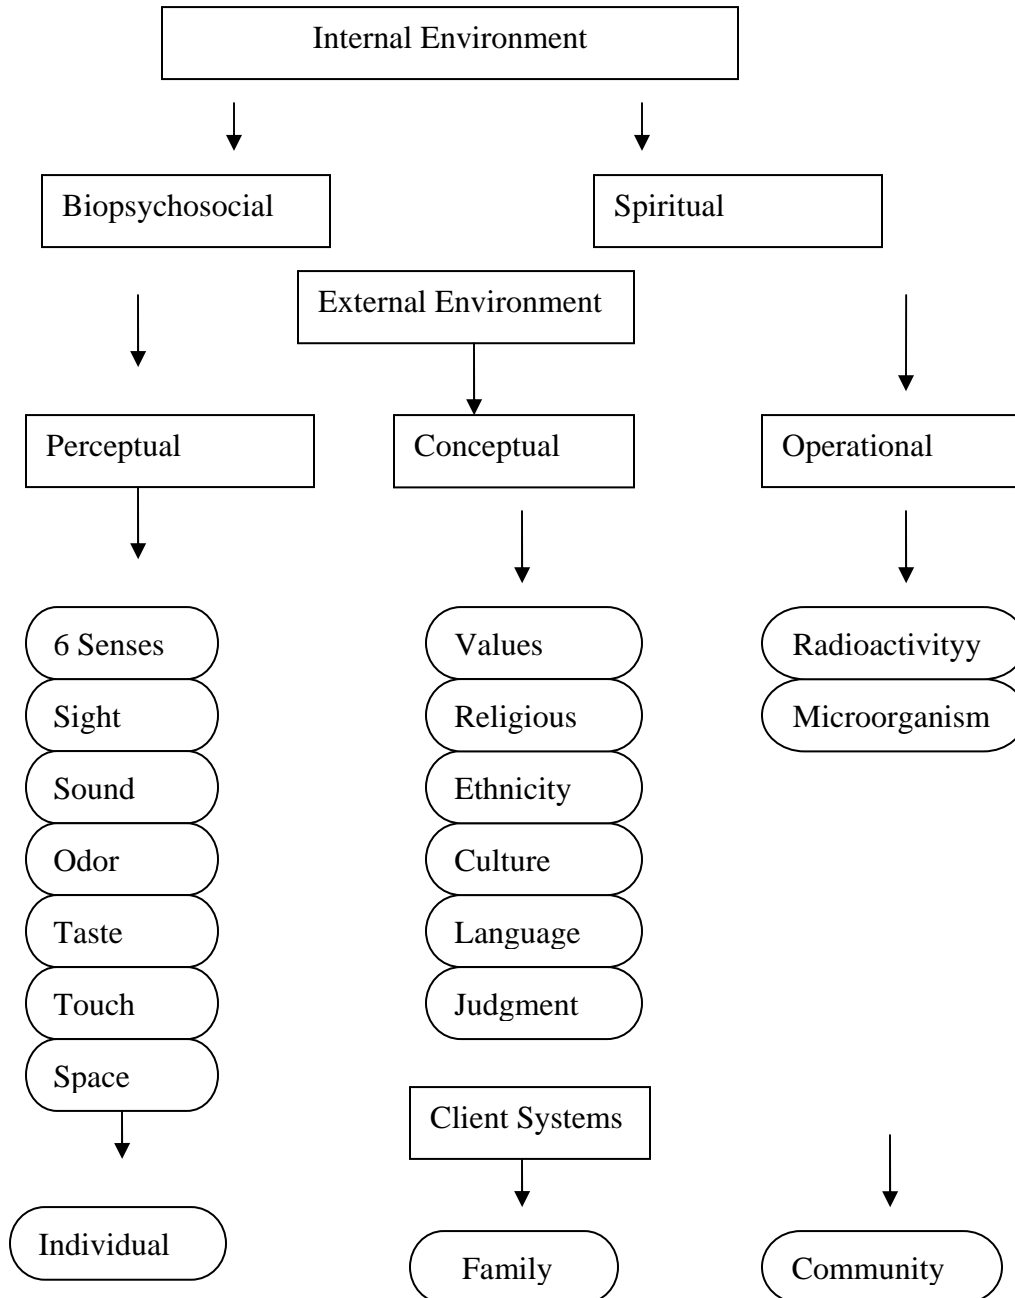 Internal Environment
Biopsychosocial
Spiritual
External Environment
Perceptual
Conceptual
Operational
6 Senses
Values
Radioactivityy
Sight
Religious
Microorganism
Sound
Ethnicity
Odor
Culture
Taste
Language
Touch
Judgment
Space
Client Systems
Individual
Family
Community